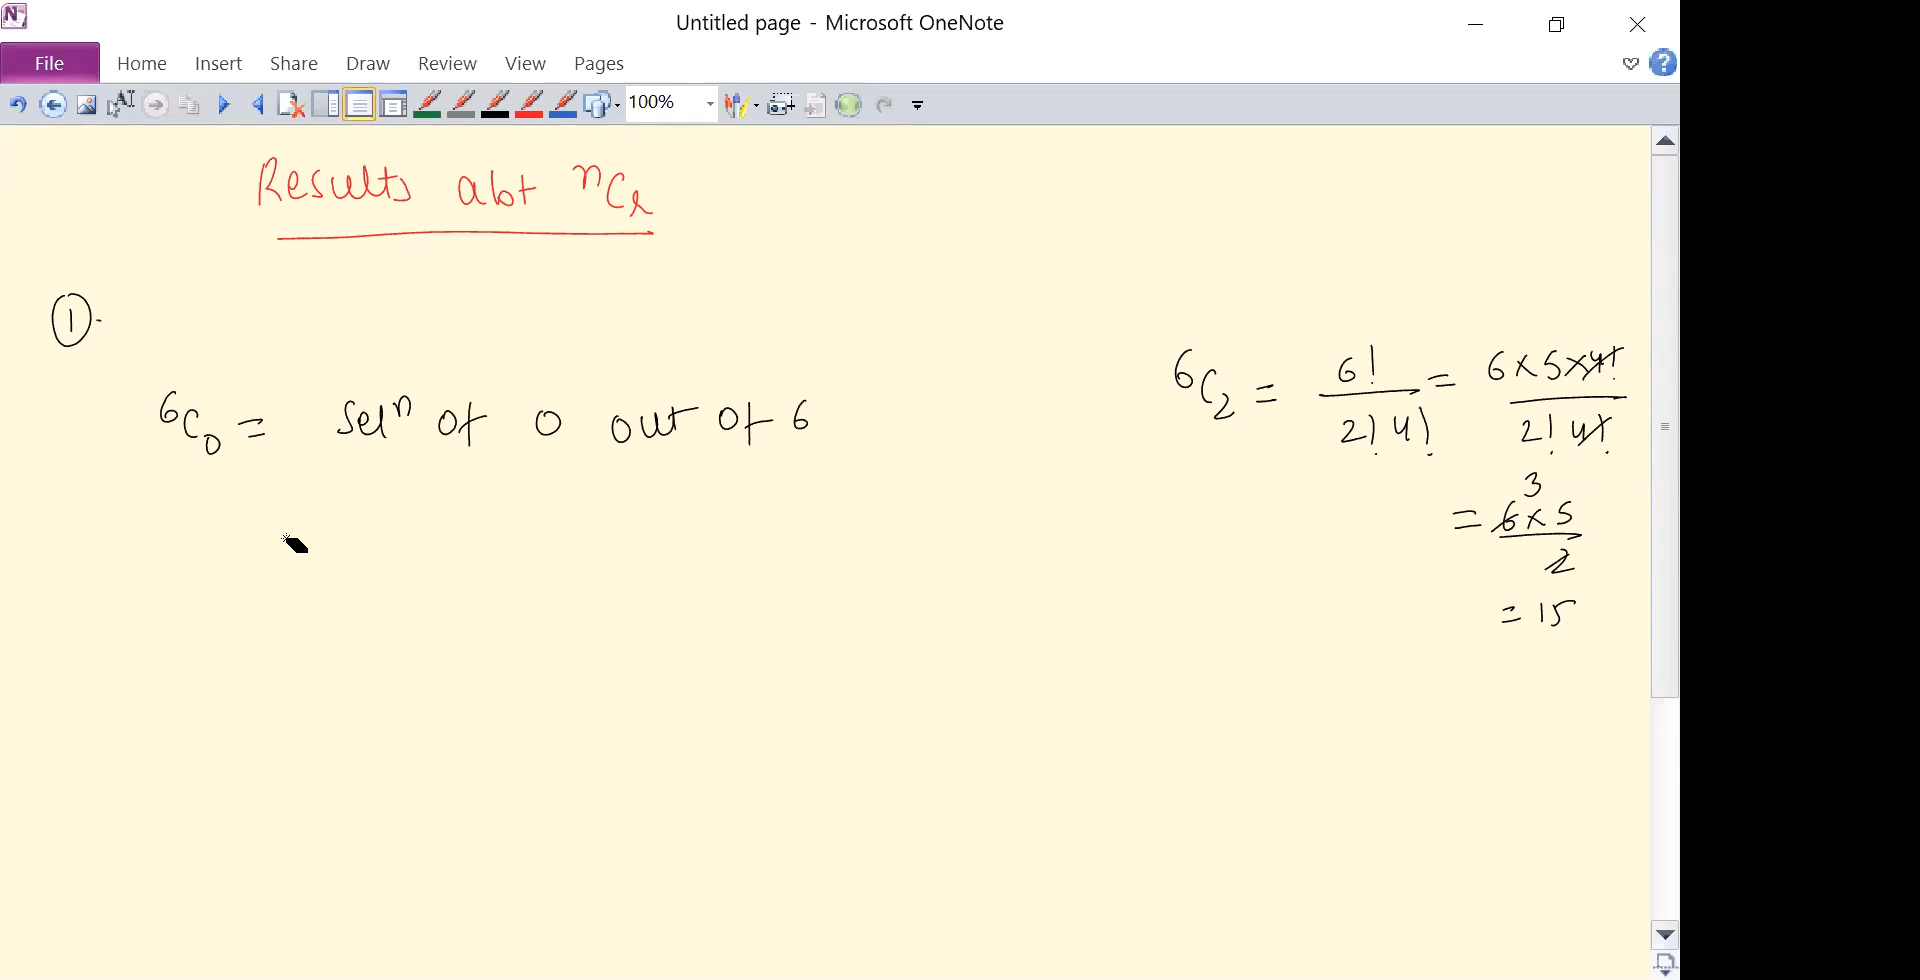 Untitled page - Microsoft OneNote
File Home Insert Share Draw Review View Pages
100%
Results abt ⁿCᵣ
①.
⁶C₀ = Selⁿ of 0 out of 6
⁶C₂ = 6! / 2! 4! = 6 × 5 × 4! / 2! 4!
3
= 6 × 5 / 2
= 15